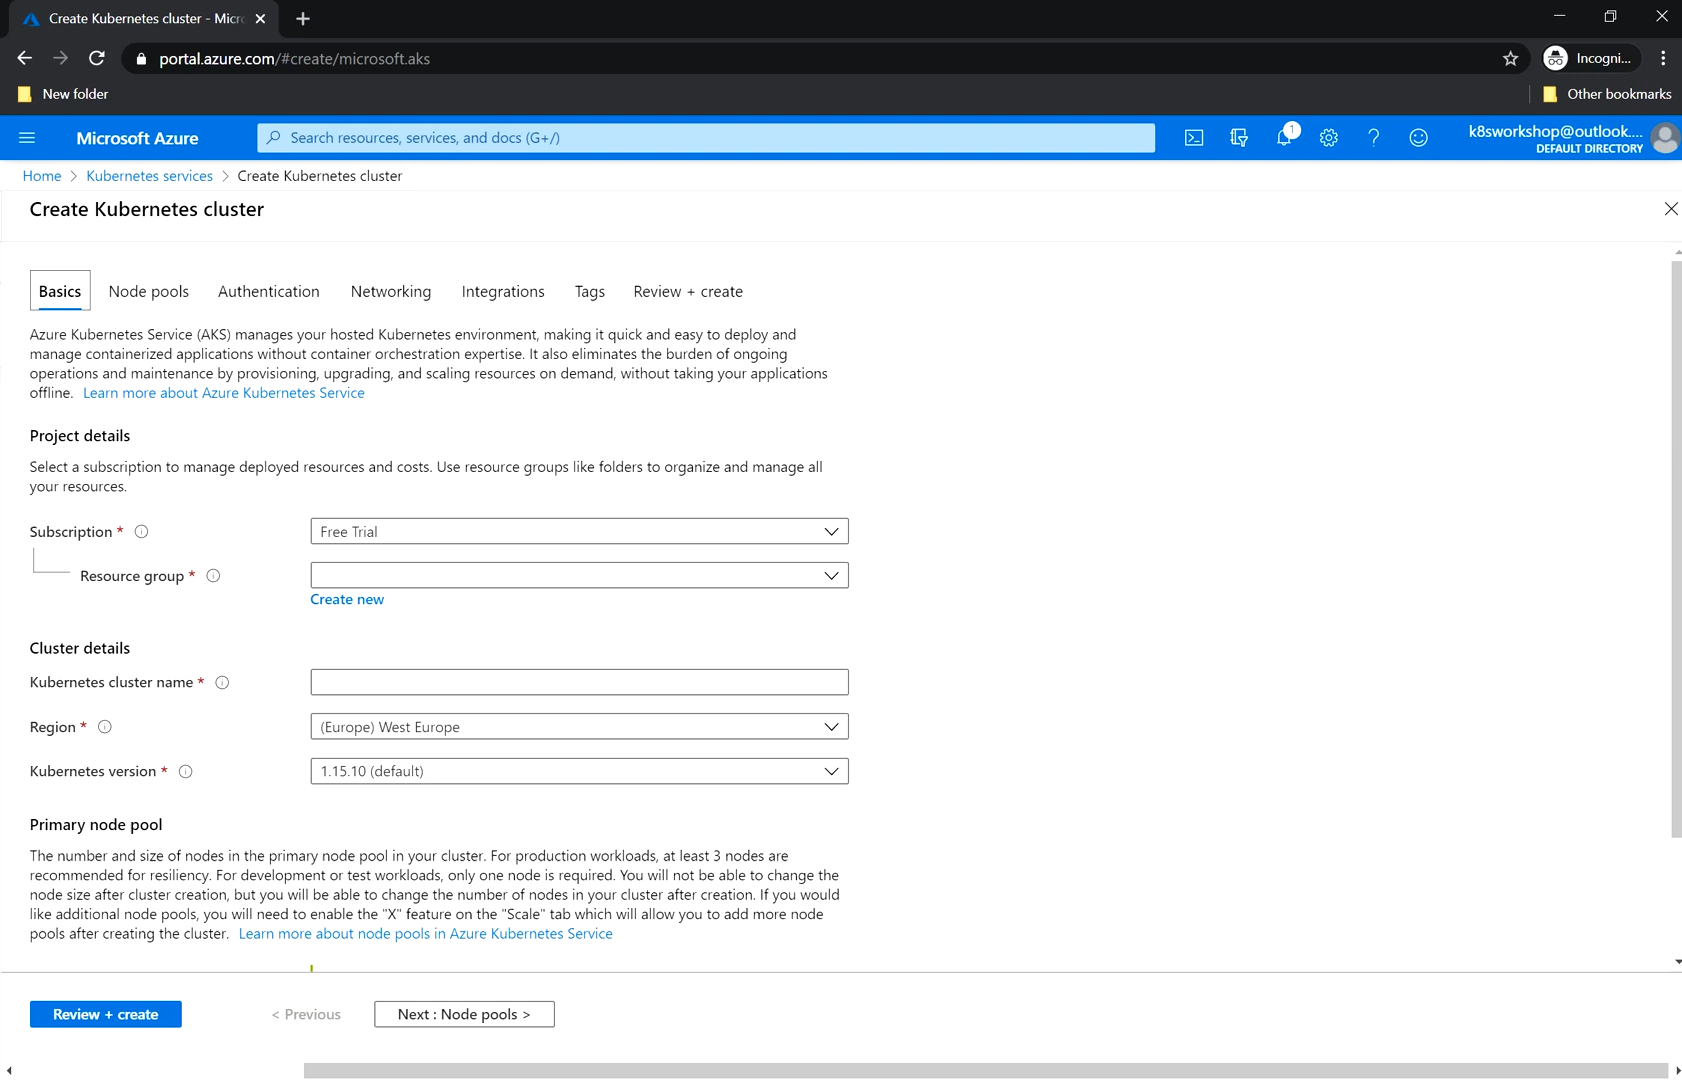 Create Kubernetes cluster - Micr
portal.azure.com/#create/microsoft.aks
Incogni...
New folder
Other bookmarks
Microsoft Azure
Search resources, services, and docs (G+/)
1
k8sworkshop@outlook....
DEFAULT DIRECTORY
Home > Kubernetes services > Create Kubernetes cluster
Create Kubernetes cluster
Basics Node pools Authentication Networking Integrations Tags Review + create
Azure Kubernetes Service (AKS) manages your hosted Kubernetes environment, making it quick and easy to deploy and
manage containerized applications without container orchestration expertise. It also eliminates the burden of ongoing
operations and maintenance by provisioning, upgrading, and scaling resources on demand, without taking your applications
offline. Learn more about Azure Kubernetes Service
Project details
Select a subscription to manage deployed resources and costs. Use resource groups like folders to organize and manage all
your resources.
Subscription *
Free Trial
Resource group *
Create new
Cluster details
Kubernetes cluster name *
Region *
(Europe) West Europe
Kubernetes version *
1.15.10 (default)
Primary node pool
The number and size of nodes in the primary node pool in your cluster. For production workloads, at least 3 nodes are
recommended for resiliency. For development or test workloads, only one node is required. You will not be able to change the
node size after cluster creation, but you will be able to change the number of nodes in your cluster after creation. If you would
like additional node pools, you will need to enable the "X" feature on the "Scale" tab which will allow you to add more node
pools after creating the cluster. Learn more about node pools in Azure Kubernetes Service
Review + create
< Previous
Next : Node pools >